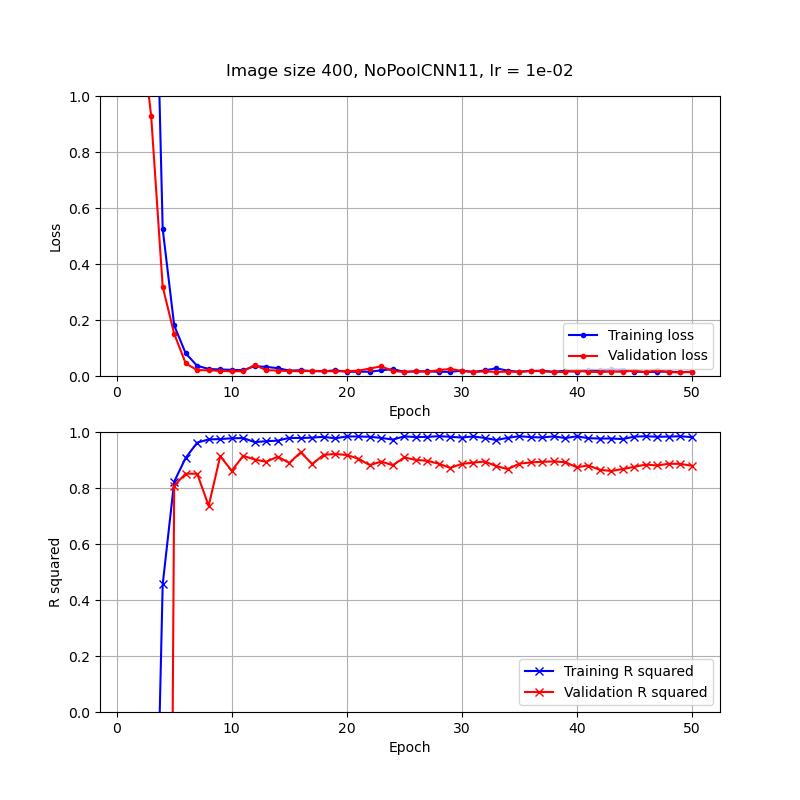 Image size 400, NoPoolCNN11, lr = 1e-02
1.0
0.8
0.6
0.4
0.2
0.0
Loss
Training loss
Validation loss
0 10 20 30 40 50
Epoch
1.0
0.8
0.6
0.4
0.2
0.0
R squared
Training R squared
Validation R squared
0 10 20 30 40 50
Epoch